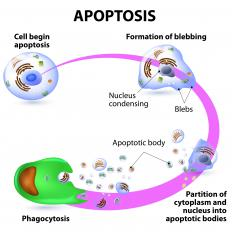 APOPTOSIS
Cell begin
apoptosis
Formation of blebbing
Nucleus
condensing
Blebs
Apoptotic body
Phagocytosis
Partition of
cytoplasm and
nucleus into
apoptotic bodies